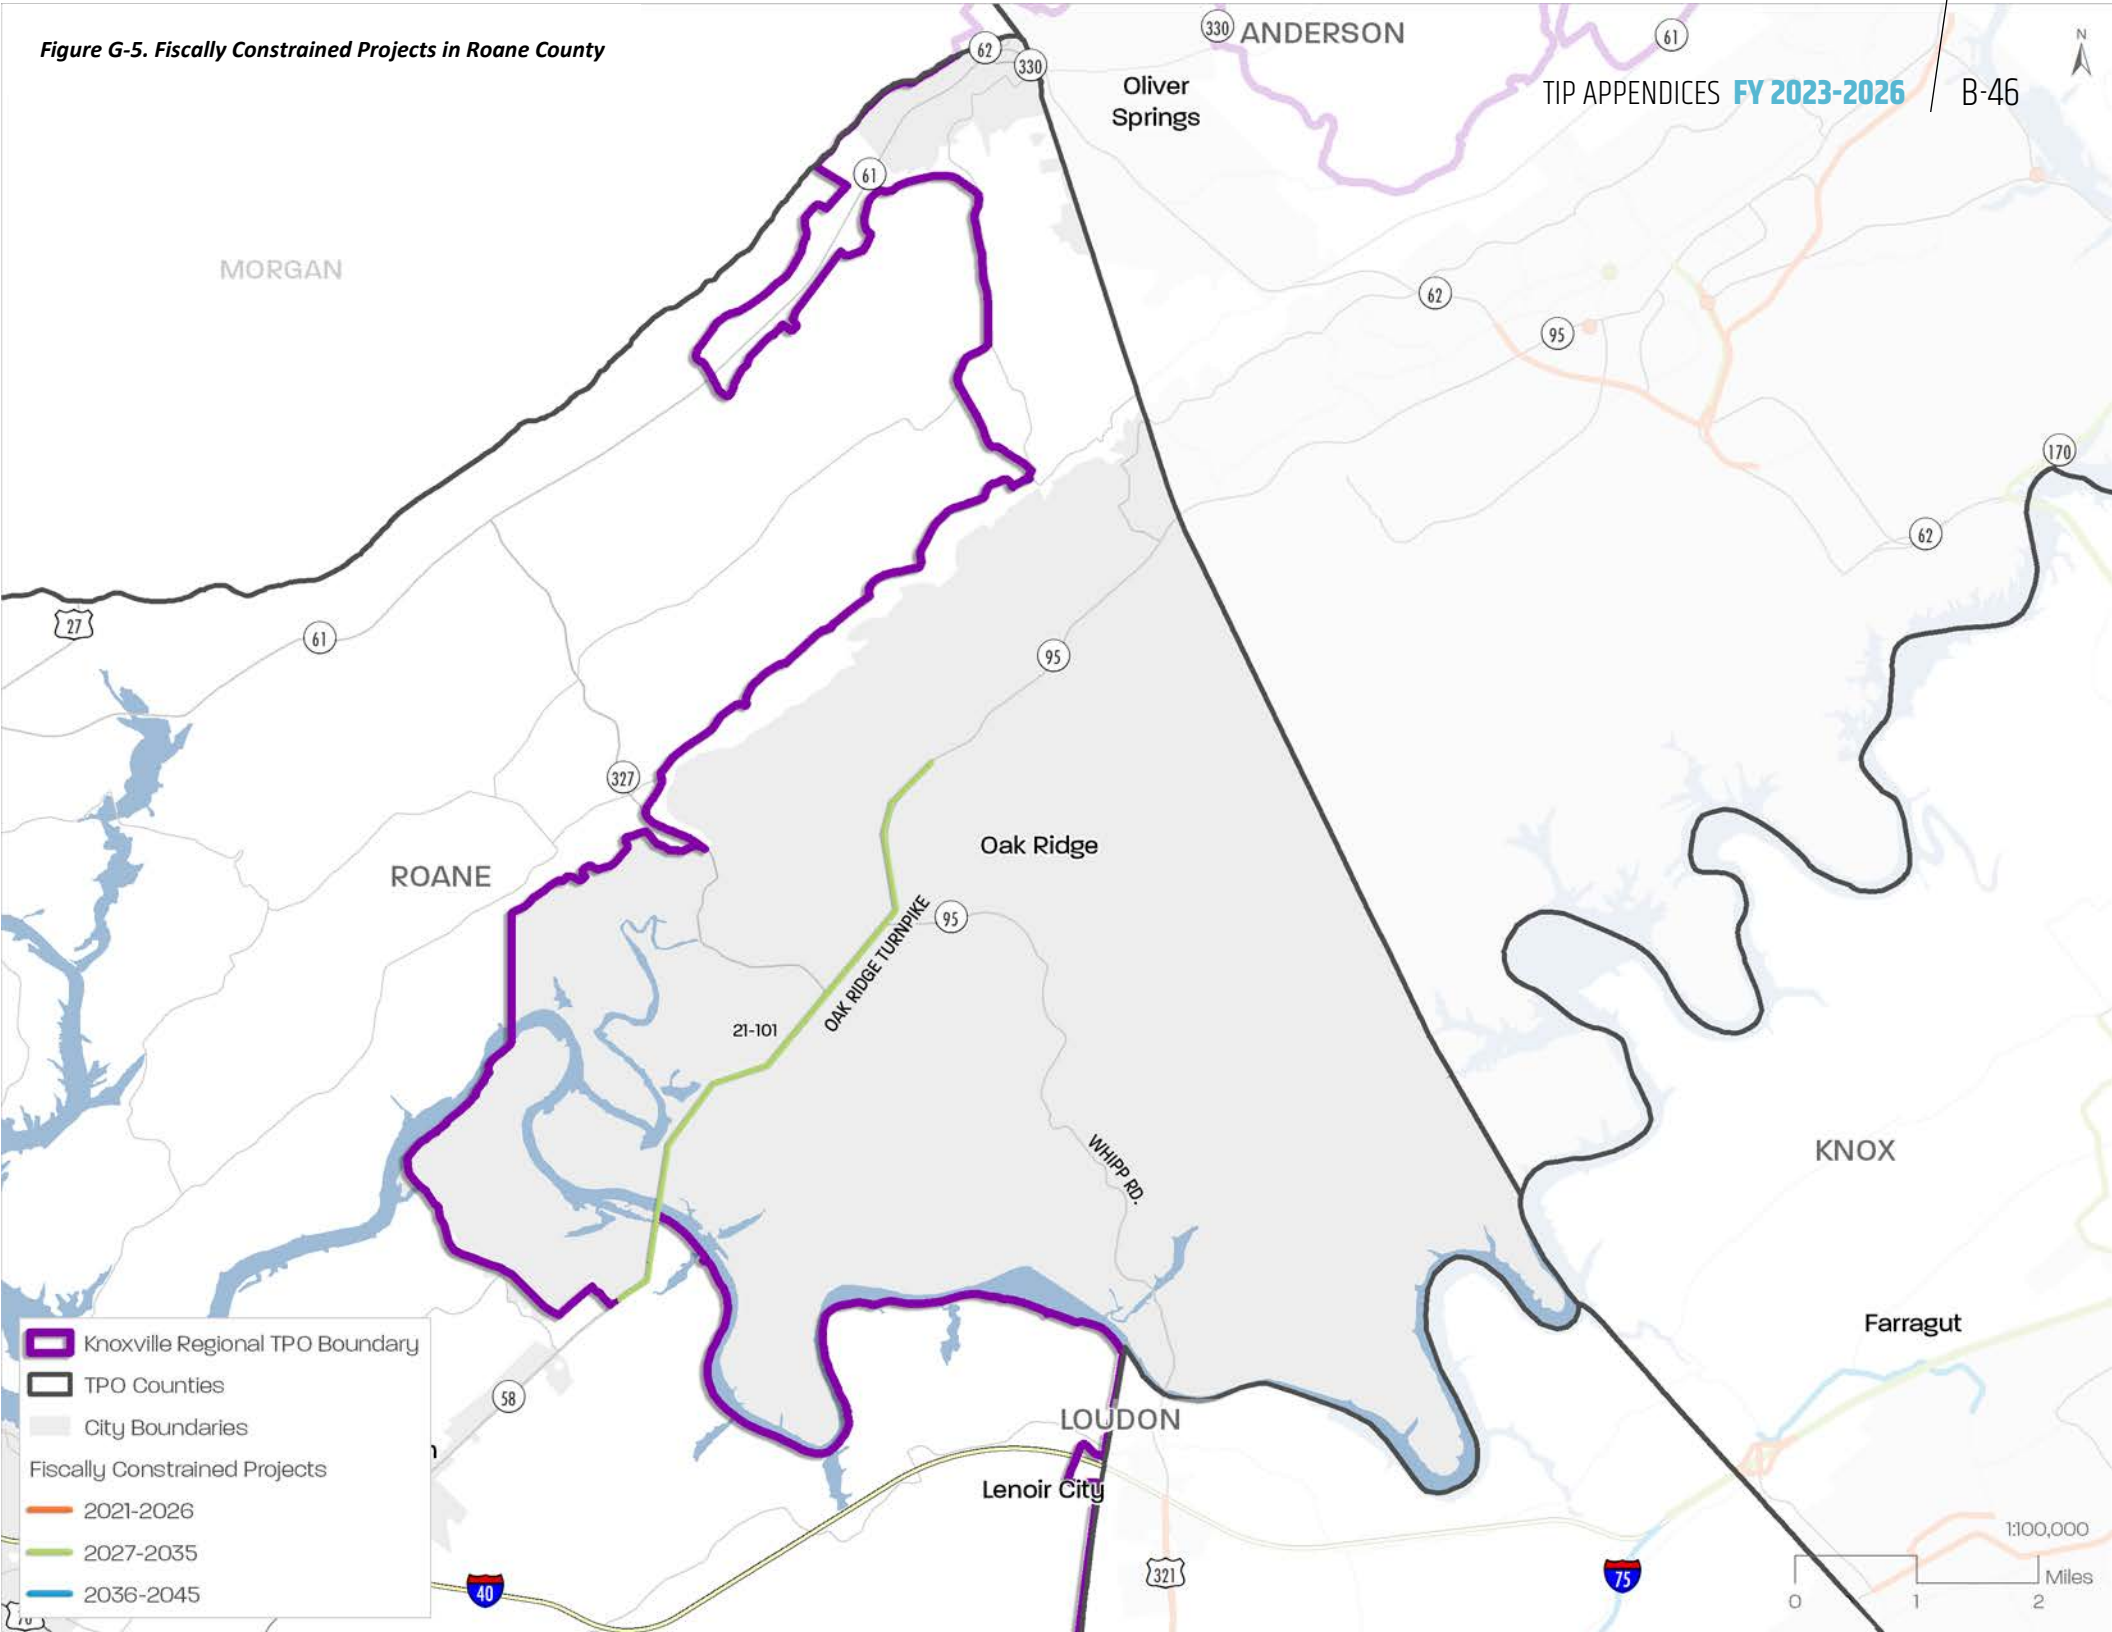 Figure G-5. Fiscally Constrained Projects in Roane County
TIP APPENDICES FY 2023-2026 / B-46
N
62
330
330
ANDERSON
61
Oliver
Springs
61
MORGAN
62
95
170
62
27
61
95
327
Oak Ridge
ROANE
95
OAK RIDGE TURNPIKE
21-101
WHIPP RD.
KNOX
Farragut
58
LOUDON
Lenoir City
321
75
40
Knoxville Regional TPO Boundary
TPO Counties
City Boundaries
Fiscally Constrained Projects
2021-2026
2027-2035
2036-2045
1:100,000
Miles
0 1 2